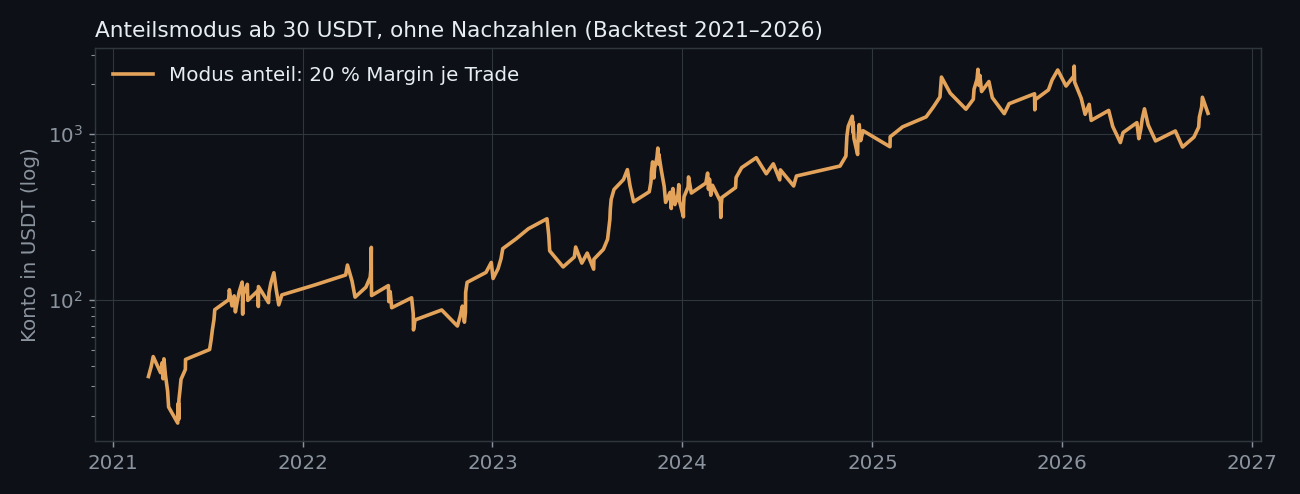 Anteilsmodus ab 30 USDT, ohne Nachzahlen (Backtest 2021–2026)
Modus anteil: 20 % Margin je Trade
Konto in USDT (log)
10³
10²
2021 2022 2023 2024 2025 2026 2027